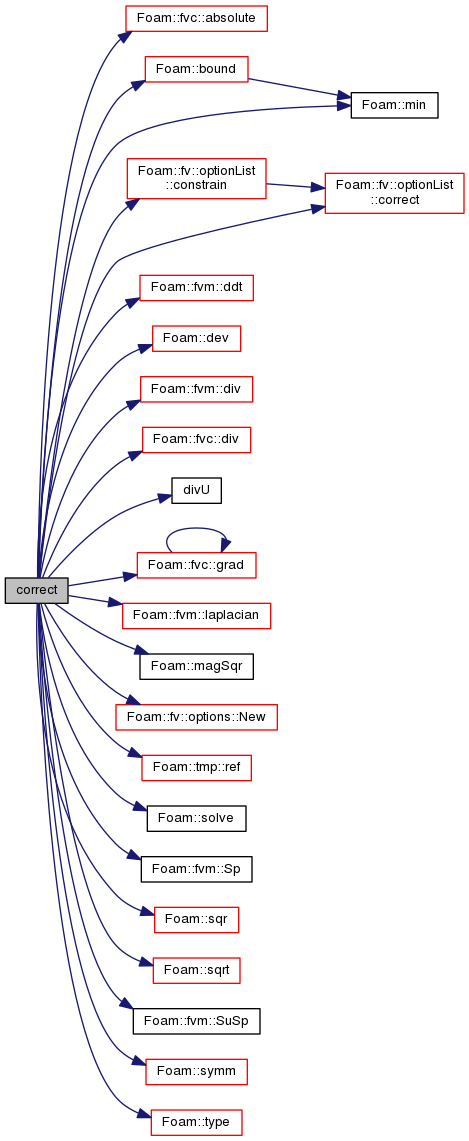 Foam::fvc::absolute
Foam::bound
Foam::min
Foam::fv::optionList
::constrain
Foam::fv::optionList
::correct
Foam::fvm::ddt
Foam::dev
Foam::fvm::div
Foam::fvc::div
divU
Foam::fvc::grad
correct
Foam::fvm::laplacian
Foam::magSqr
Foam::fv::options::New
Foam::tmp::ref
Foam::solve
Foam::fvm::Sp
Foam::sqr
Foam::sqrt
Foam::fvm::SuSp
Foam::symm
Foam::type